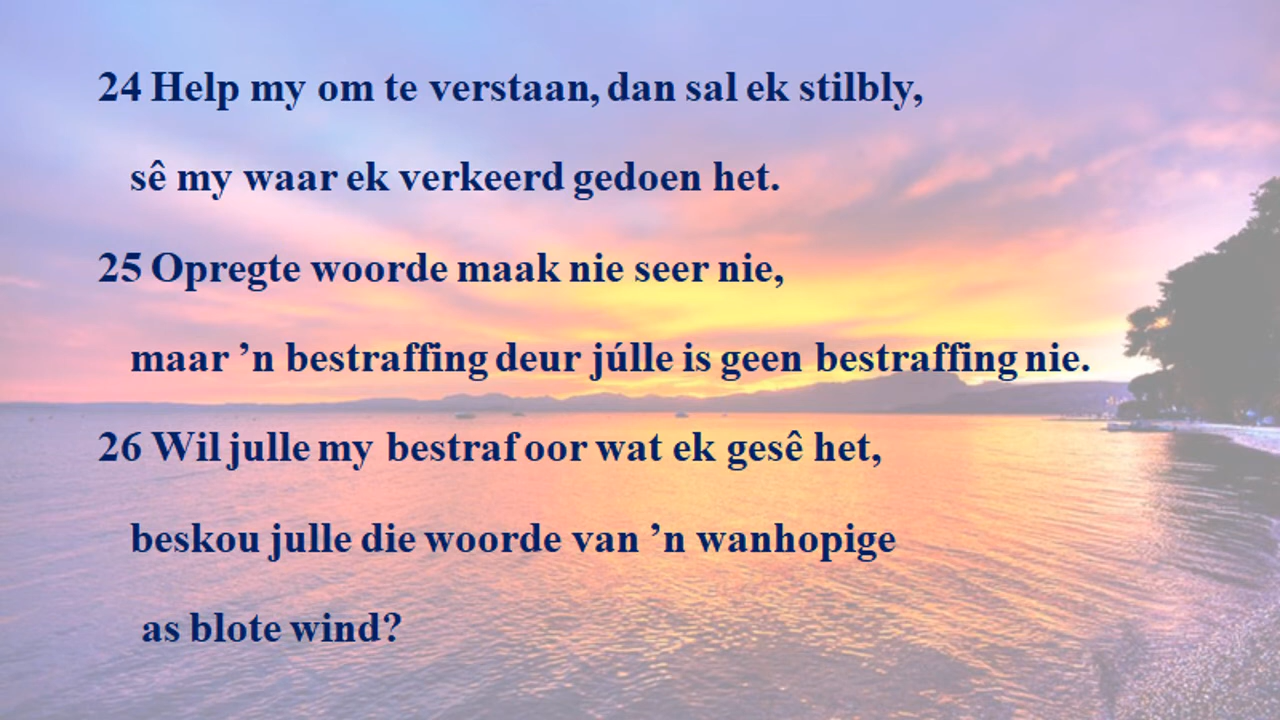 24 Help my om te verstaan, dan sal ek stilbly,
sê my waar ek verkeerd gedoen het.
25 Opregte woorde maak nie seer nie,
maar ’n bestraffing deur júlle is geen bestraffing nie.
26 Wil julle my bestraf oor wat ek gesê het,
beskou julle die woorde van ’n wanhopige
as blote wind?